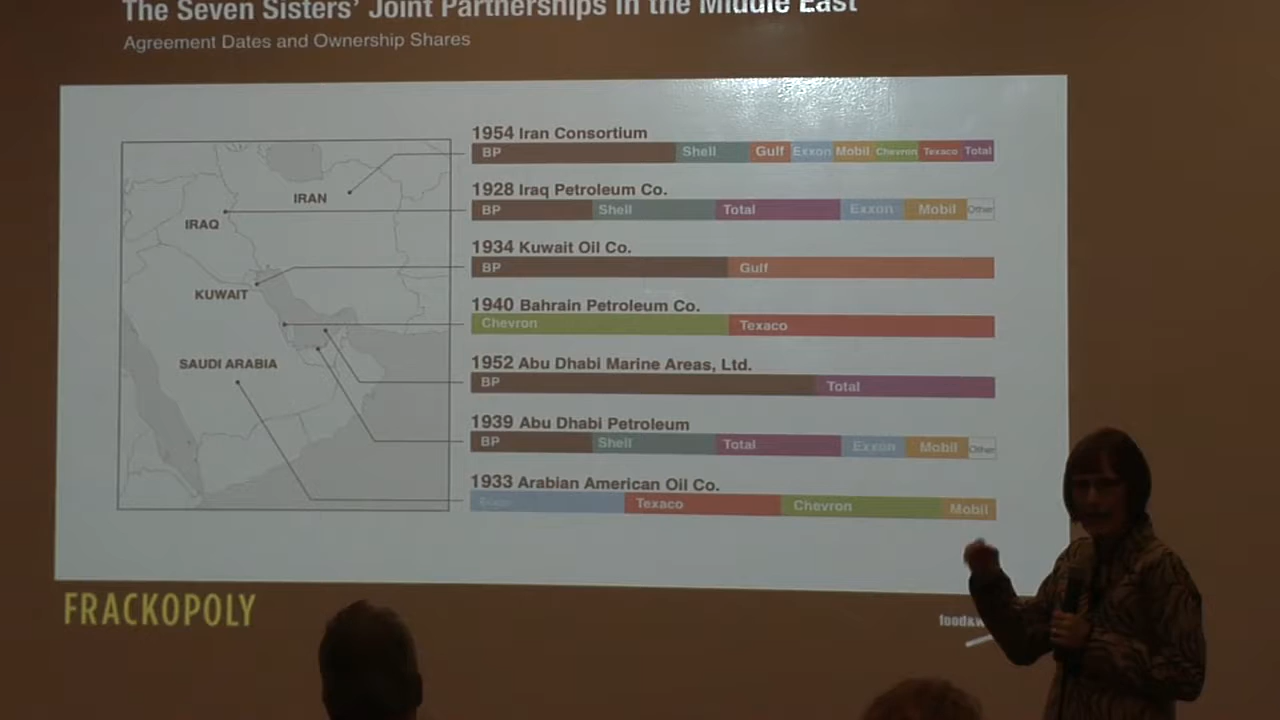 The Seven Sisters' Joint Partnerships in the Middle East
Agreement Dates and Ownership Shares
1954 Iran Consortium
BP Shell Gulf Exxon Mobil Chevron Texaco Total
IRAN
1928 Iraq Petroleum Co.
BP Shell Total Exxon Mobil Other
IRAQ
1934 Kuwait Oil Co.
BP Gulf
KUWAIT
1940 Bahrain Petroleum Co.
Chevron Texaco
SAUDI ARABIA
1952 Abu Dhabi Marine Areas, Ltd.
BP Total
1939 Abu Dhabi Petroleum
BP Shell Total Exxon Mobil Other
1933 Arabian American Oil Co.
Exxon Texaco Chevron Mobil
FRACKOPOLY